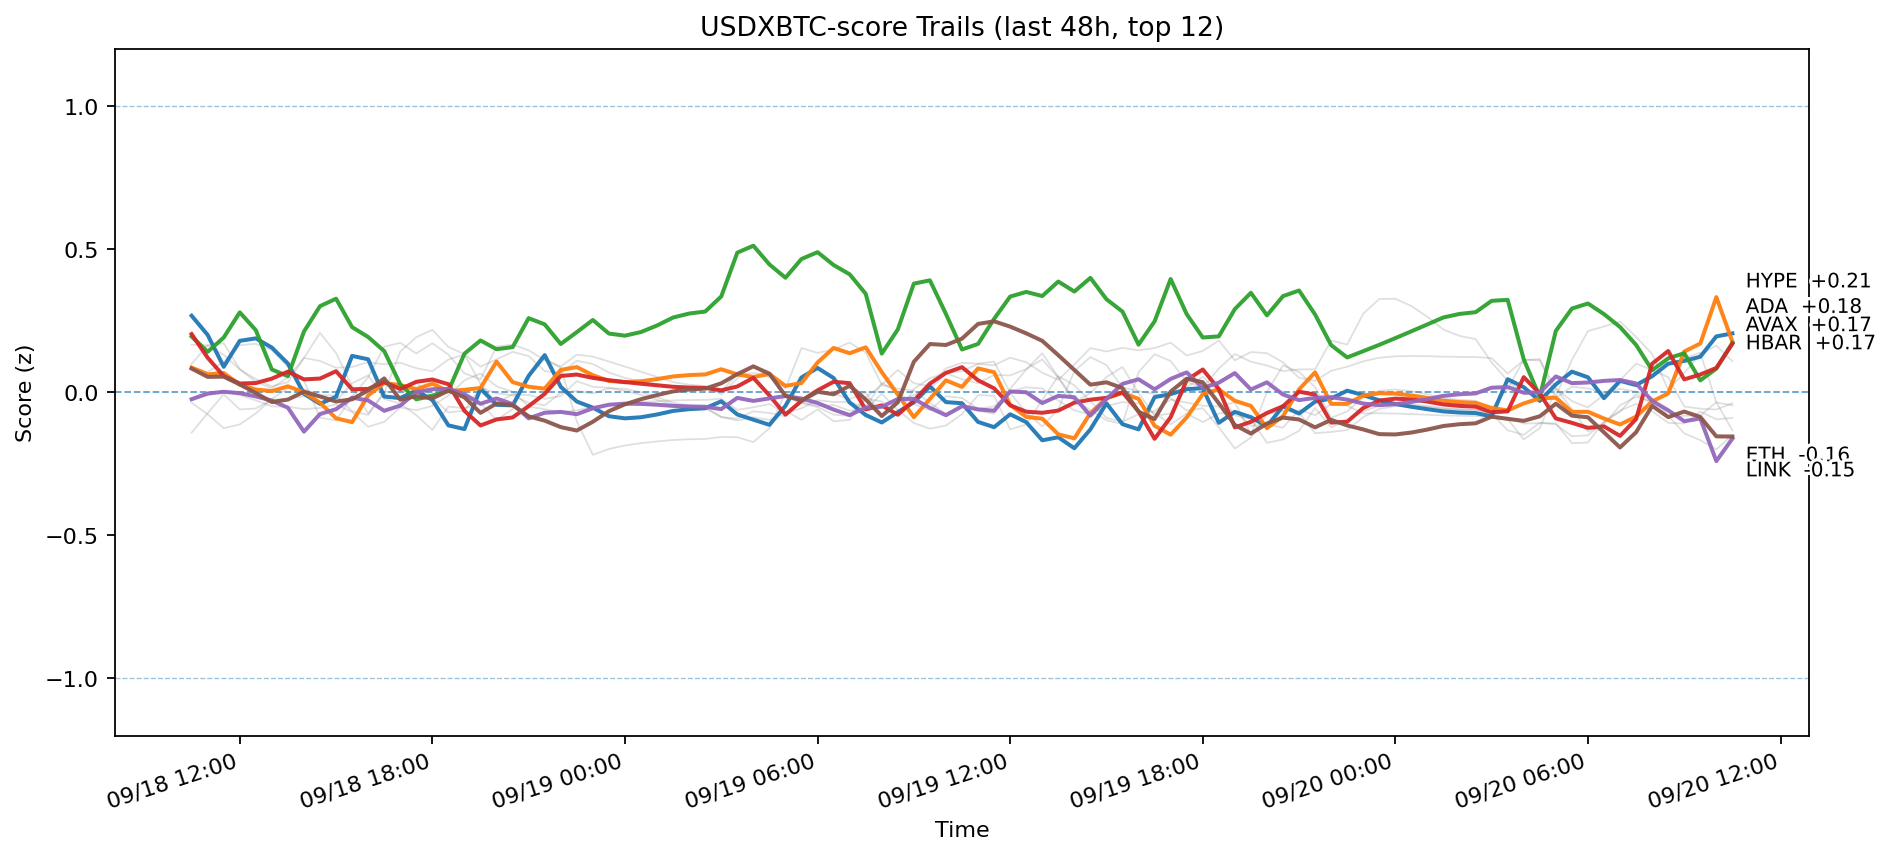 USDXBTC-score Trails (last 48h, top 12)
Score (z)
1.0
0.5
0.0
−0.5
−1.0
HYPE +0.21
ADA +0.18
AVAX +0.17
HBAR +0.17
ETH -0.16
LINK -0.15
09/18 12:00
09/18 18:00
09/19 00:00
09/19 06:00
09/19 12:00
09/19 18:00
09/20 00:00
09/20 06:00
09/20 12:00
Time